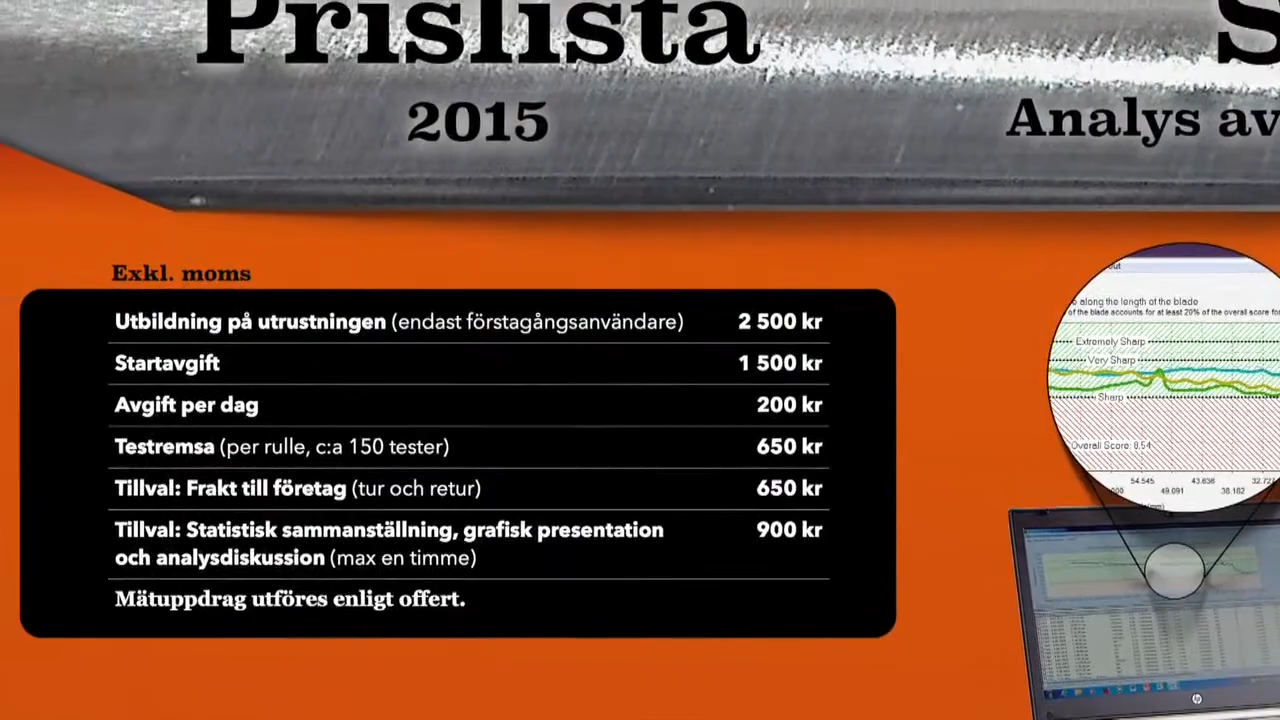 Prislista
2015
Analys av
Exkl. moms
Utbildning på utrustningen (endast förstagångsanvändare) 2 500 kr
Startavgift 1 500 kr
Avgift per dag 200 kr
Testremsa (per rulle, c:a 150 tester) 650 kr
Tillval: Frakt till företag (tur och retur) 650 kr
Tillval: Statistisk sammanställning, grafisk presentation 900 kr
och analysdiskussion (max en timme)
Mätuppdrag utföres enligt offert.
along the length of the blade
of the blade accounts for at least 20% of the overall score
Extremely Sharp
Very Sharp
Sharp
Overall Score: 8.54
54.545 43.636 32.727
49.091 38.182
hp